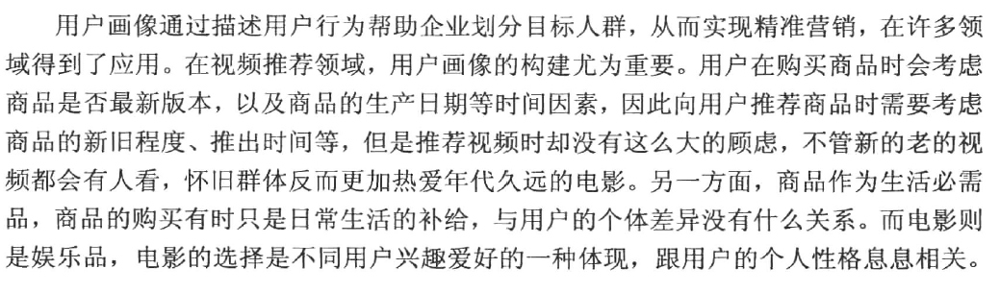 用户画像通过描述用户行为帮助企业划分目标人群，从而实现精准营销，在许多领
域得到了应用。在视频推荐领域，用户画像的构建尤为重要。用户在购买商品时会考虑
商品是否最新版本，以及商品的生产日期等时间因素，因此向用户推荐商品时需要考虑
商品的新旧程度、推出时间等，但是推荐视频时却没有这么大的顾虑，不管新的老的视
频都会有人看，怀旧群体反而更加热爱年代久远的电影。另一方面，商品作为生活必需
品，商品的购买有时只是日常生活的补给，与用户的个体差异没有什么关系。而电影则
是娱乐品，电影的选择是不同用户兴趣爱好的一种体现，跟用户的个人性格息息相关。